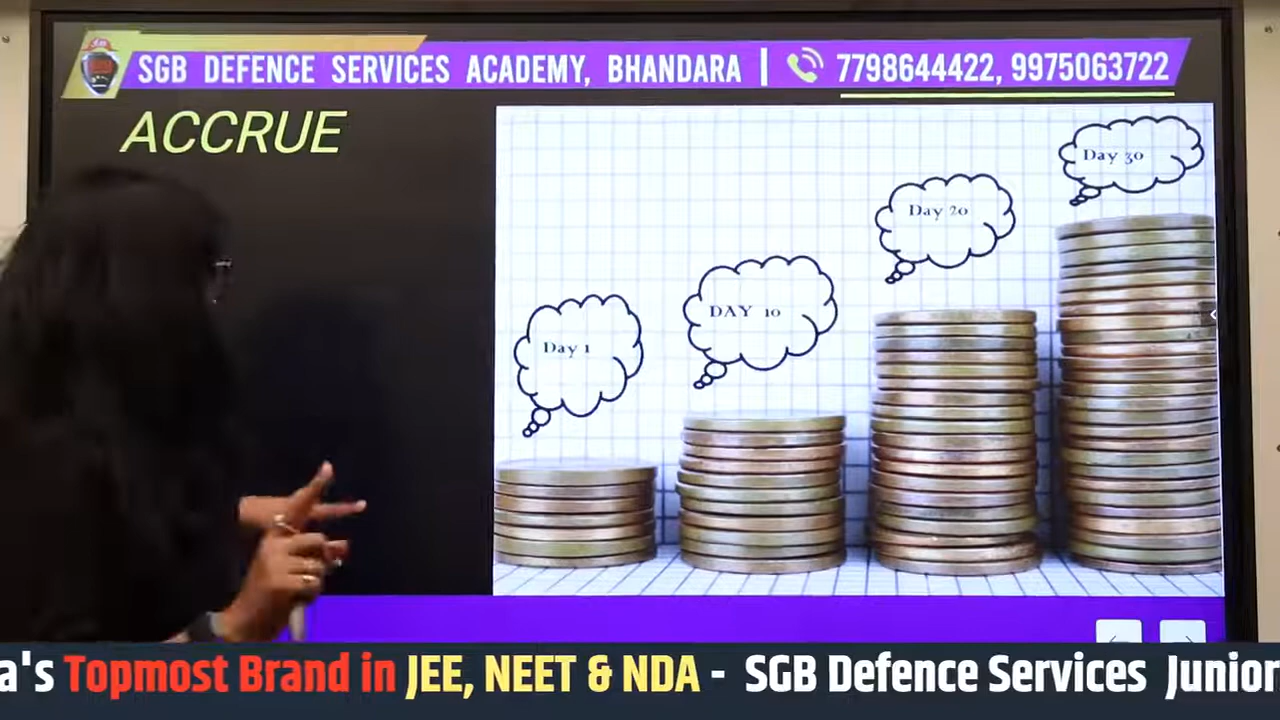 SGB DEFENCE SERVICES ACADEMY, BHANDARA | 7798644422, 9975063722
ACCRUE
Day 30
Day 20
DAY 10
Day 1
a's Topmost Brand in JEE, NEET & NDA - SGB Defence Services Junior